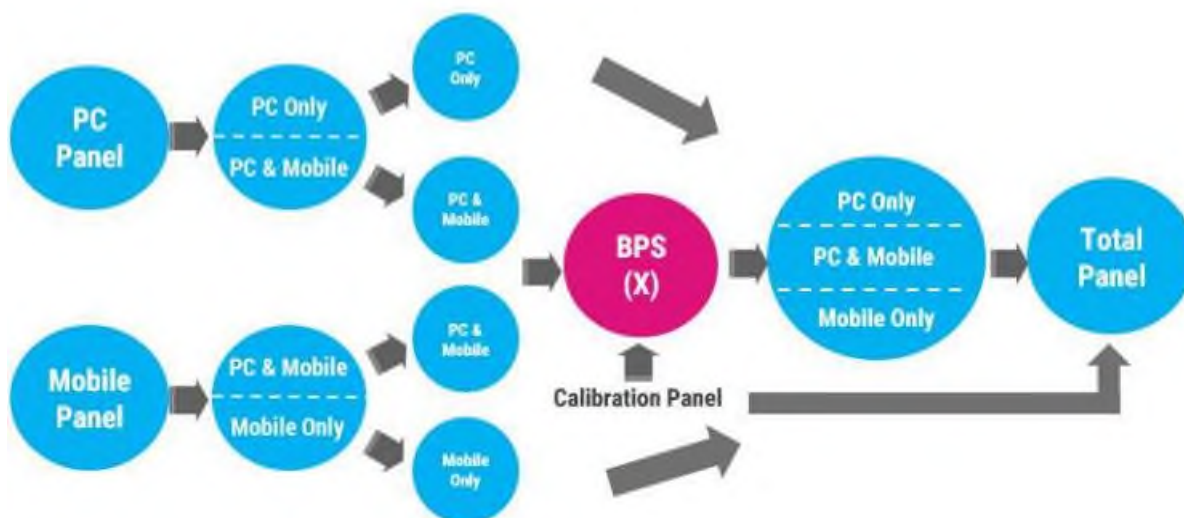 PC
Only
PC
Panel
PC Only
PC & Mobile
PC &
Mobile
BPS
(X)
PC Only
PC & Mobile
Mobile Only
Total
Panel
Mobile
Panel
PC & Mobile
Mobile Only
PC &
Mobile
Calibration Panel
Mobile
Only